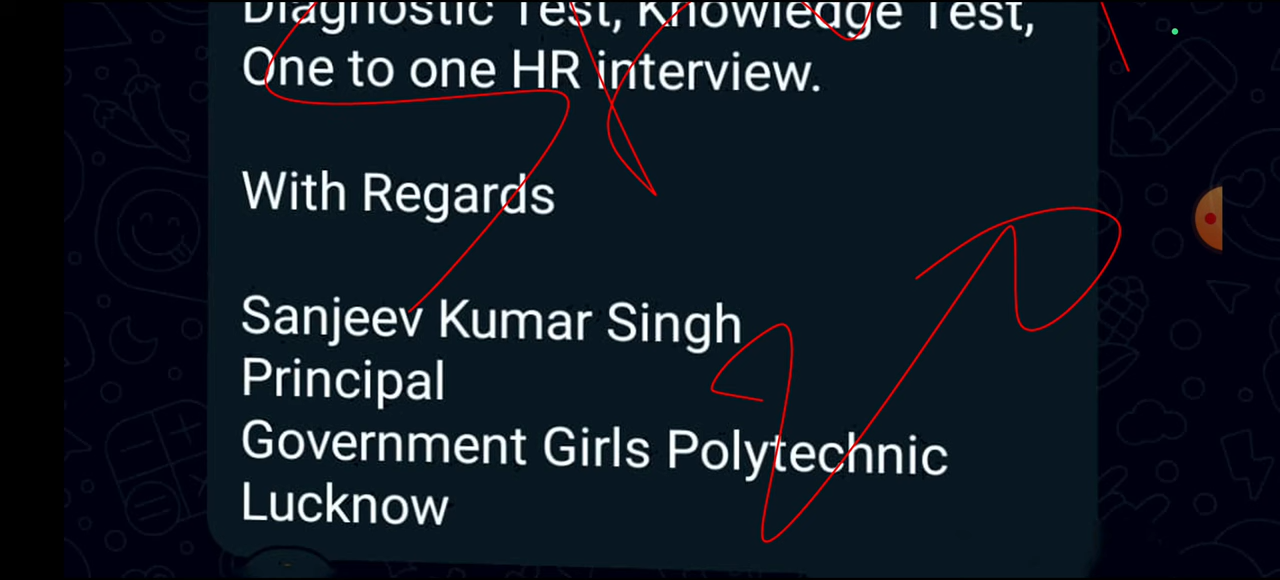 Diagnostic Test, Knowledge Test,
One to one HR interview.
With Regards
Sanjeev Kumar Singh
Principal
Government Girls Polytechnic
Lucknow